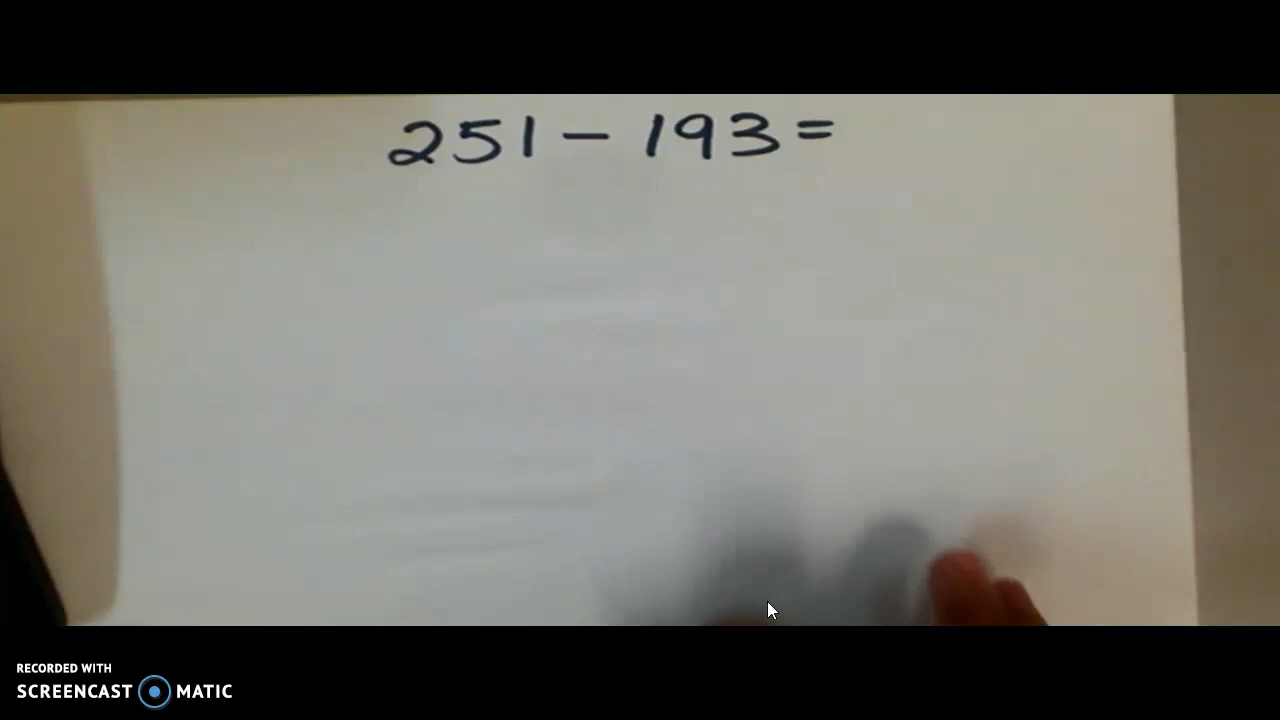 251 - 193 =
RECORDED WITH
SCREENCAST MATIC